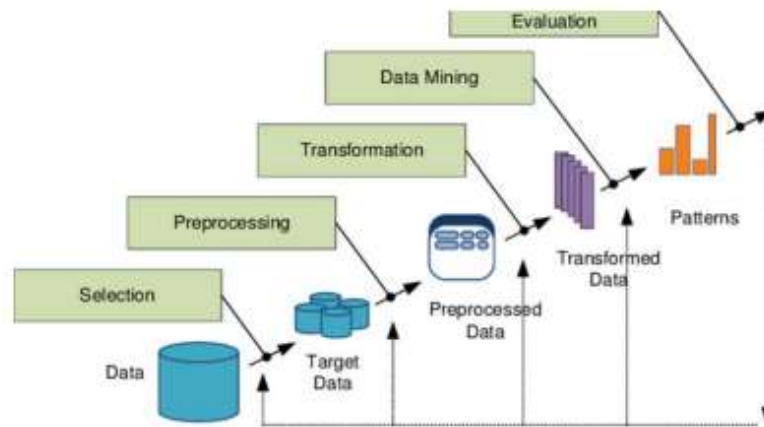 Evaluation
Data Mining
Transformation
Preprocessing
Patterns
Transformed
Data
Selection
Preprocessed
Data
Target
Data
Data